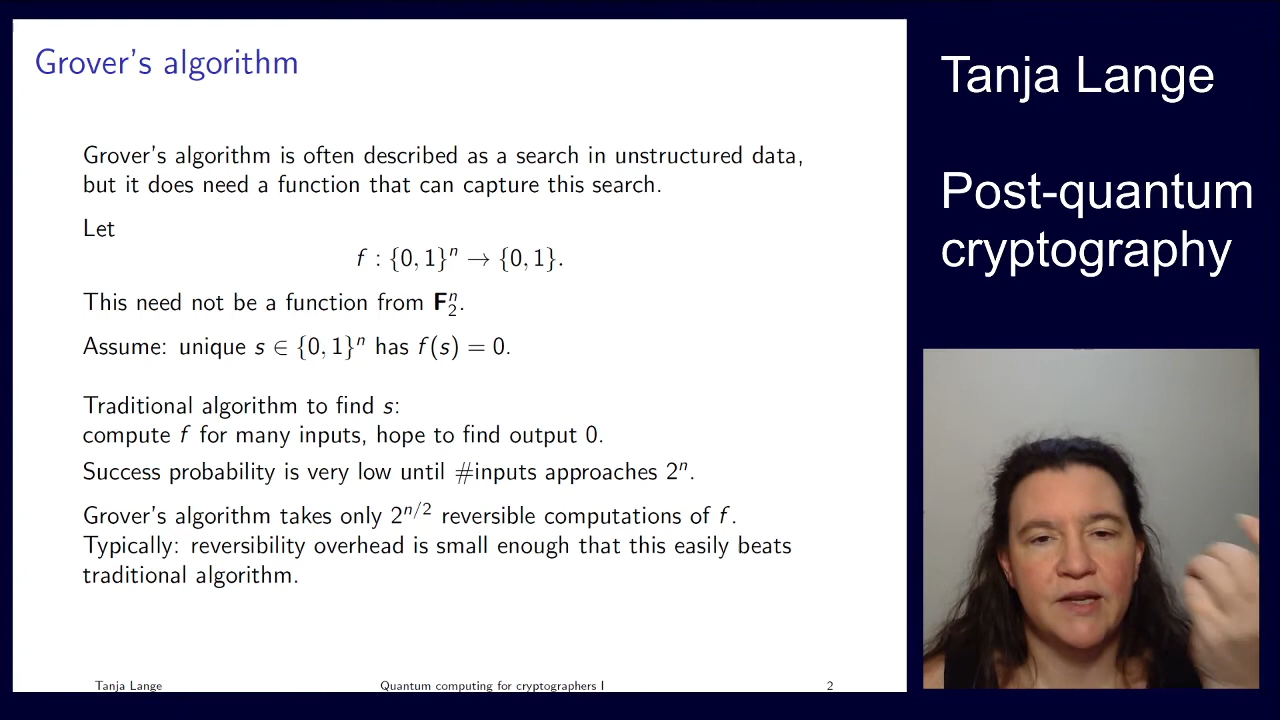 Grover's algorithm
Grover's algorithm is often described as a search in unstructured data,
but it does need a function that can capture this search.
Let
f : {0, 1}ⁿ → {0, 1}.
This need not be a function from 𝐅₂ⁿ.
Assume: unique s ∈ {0, 1}ⁿ has f(s) = 0.
Traditional algorithm to find s:
compute f for many inputs, hope to find output 0.
Success probability is very low until #inputs approaches 2ⁿ.
Grover's algorithm takes only 2^{n/2} reversible computations of f.
Typically: reversibility overhead is small enough that this easily beats
traditional algorithm.
Tanja Lange Quantum computing for cryptographers I 2
Tanja Lange
Post-quantum
cryptography